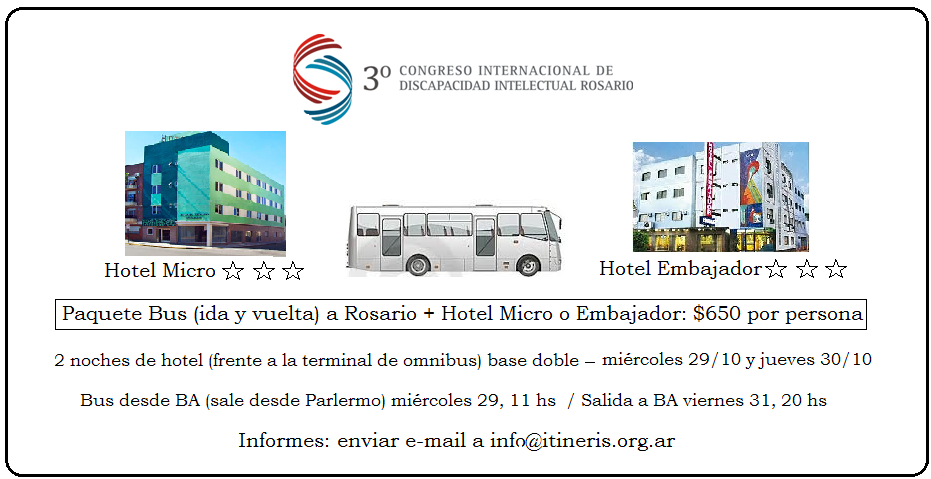 3º CONGRESO INTERNACIONAL DE
DISCAPACIDAD INTELECTUAL ROSARIO
Hotel Micro ☆ ☆ ☆
Hotel Embajador ☆ ☆ ☆
Paquete Bus (ida y vuelta) a Rosario + Hotel Micro o Embajador: $650 por persona
2 noches de hotel (frente a la terminal de omnibus) base doble – miércoles 29/10 y jueves 30/10
Bus desde BA (sale desde Parlermo) miércoles 29, 11 hs / Salida a BA viernes 31, 20 hs
Informes: enviar e-mail a info@itineris.org.ar